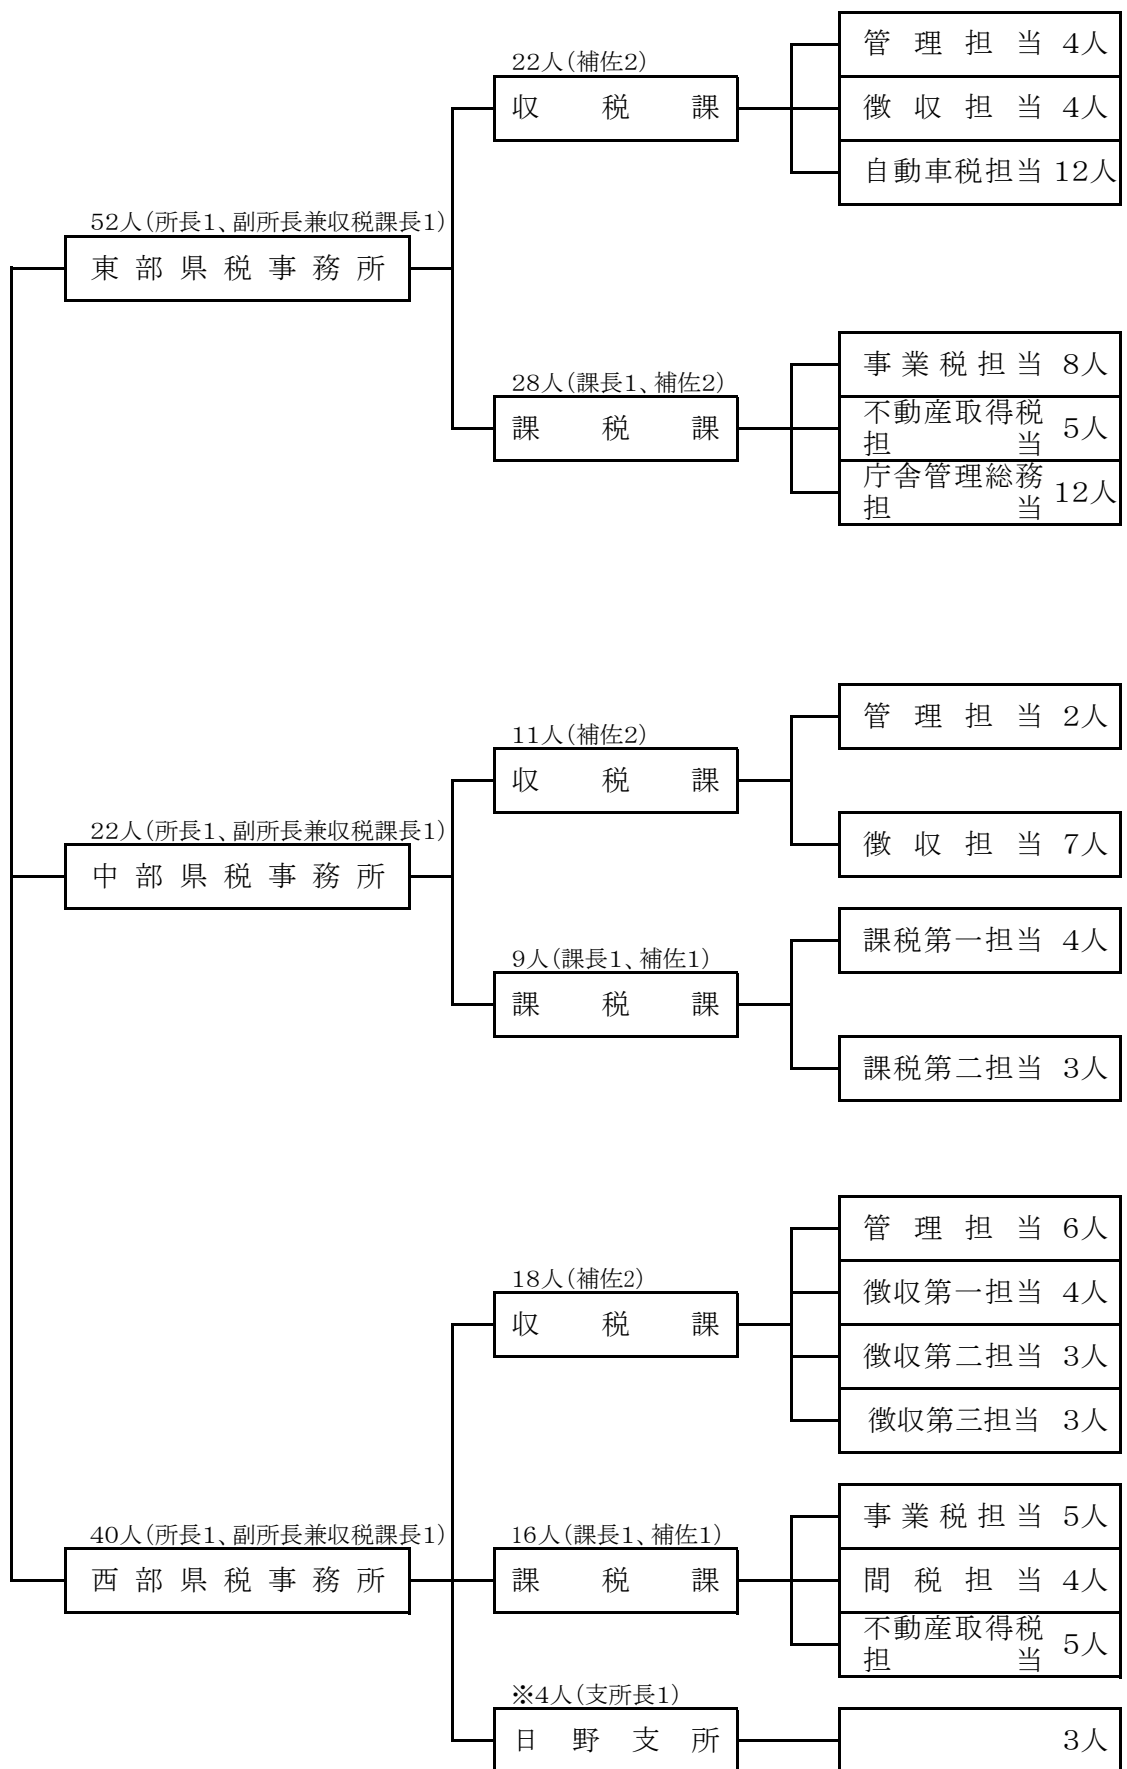 22人(補佐2)
収税課
管理担当 4人
徴収担当 4人
自動車税担当 12人
52人(所長1、副所長兼収税課長1)
東部県税事務所
28人(課長1、補佐2)
課税課
事業税担当 8人
不動産取得税
担当 5人
庁舎管理総務
担当 12人
22人(所長1、副所長兼収税課長1)
中部県税事務所
11人(補佐2)
収税課
管理担当 2人
徴収担当 7人
9人(課長1、補佐1)
課税課
課税第一担当 4人
課税第二担当 3人
40人(所長1、副所長兼収税課長1)
西部県税事務所
18人(補佐2)
収税課
管理担当 6人
徴収第一担当 4人
徴収第二担当 3人
徴収第三担当 3人
16人(課長1、補佐1)
課税課
事業税担当 5人
間税担当 4人
不動産取得税
担当 5人
※4人(支所長1)
日野支所
3人